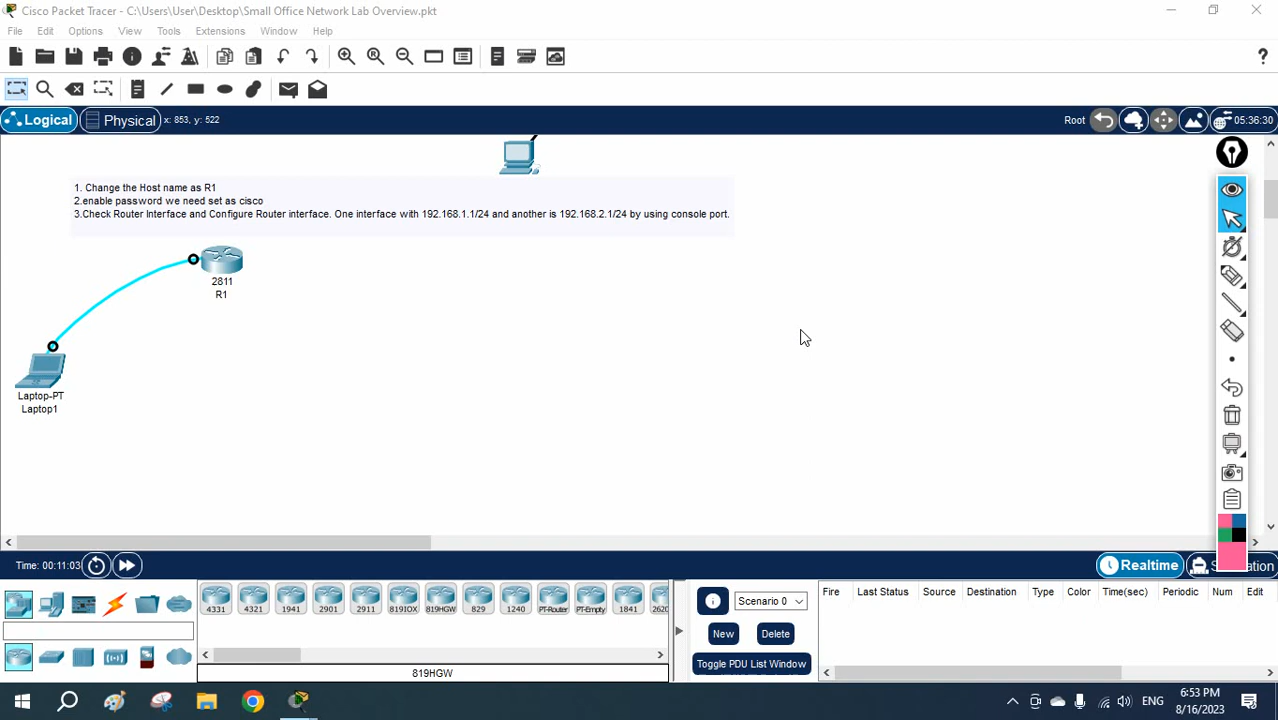 Cisco Packet Tracer - C:\Users\User\Desktop\Small Office Network Lab Overview.pkt
File Edit Options View Tools Extensions Window Help
Logical Physical x: 853, y: 522 Root 05:36:30
1. Change the Host name as R1
2.enable password we need set as cisco
3.Check Router Interface and Configure Router interface. One interface with 192.168.1.1/24 and another is 192.168.2.1/24 by using console port.
2811
R1
Laptop-PT
Laptop1
Time: 00:11:03 Realtime
4331 4321 1941 2901 2911 819IOX 819HGW 829 1240 PT-Router PT-Empty 1841 2620
819HGW
Scenario 0
New Delete
Toggle PDU List Window
Fire Last Status Source Destination Type Color Time(sec) Periodic Num Edit
ENG
6:53 PM
8/16/2023